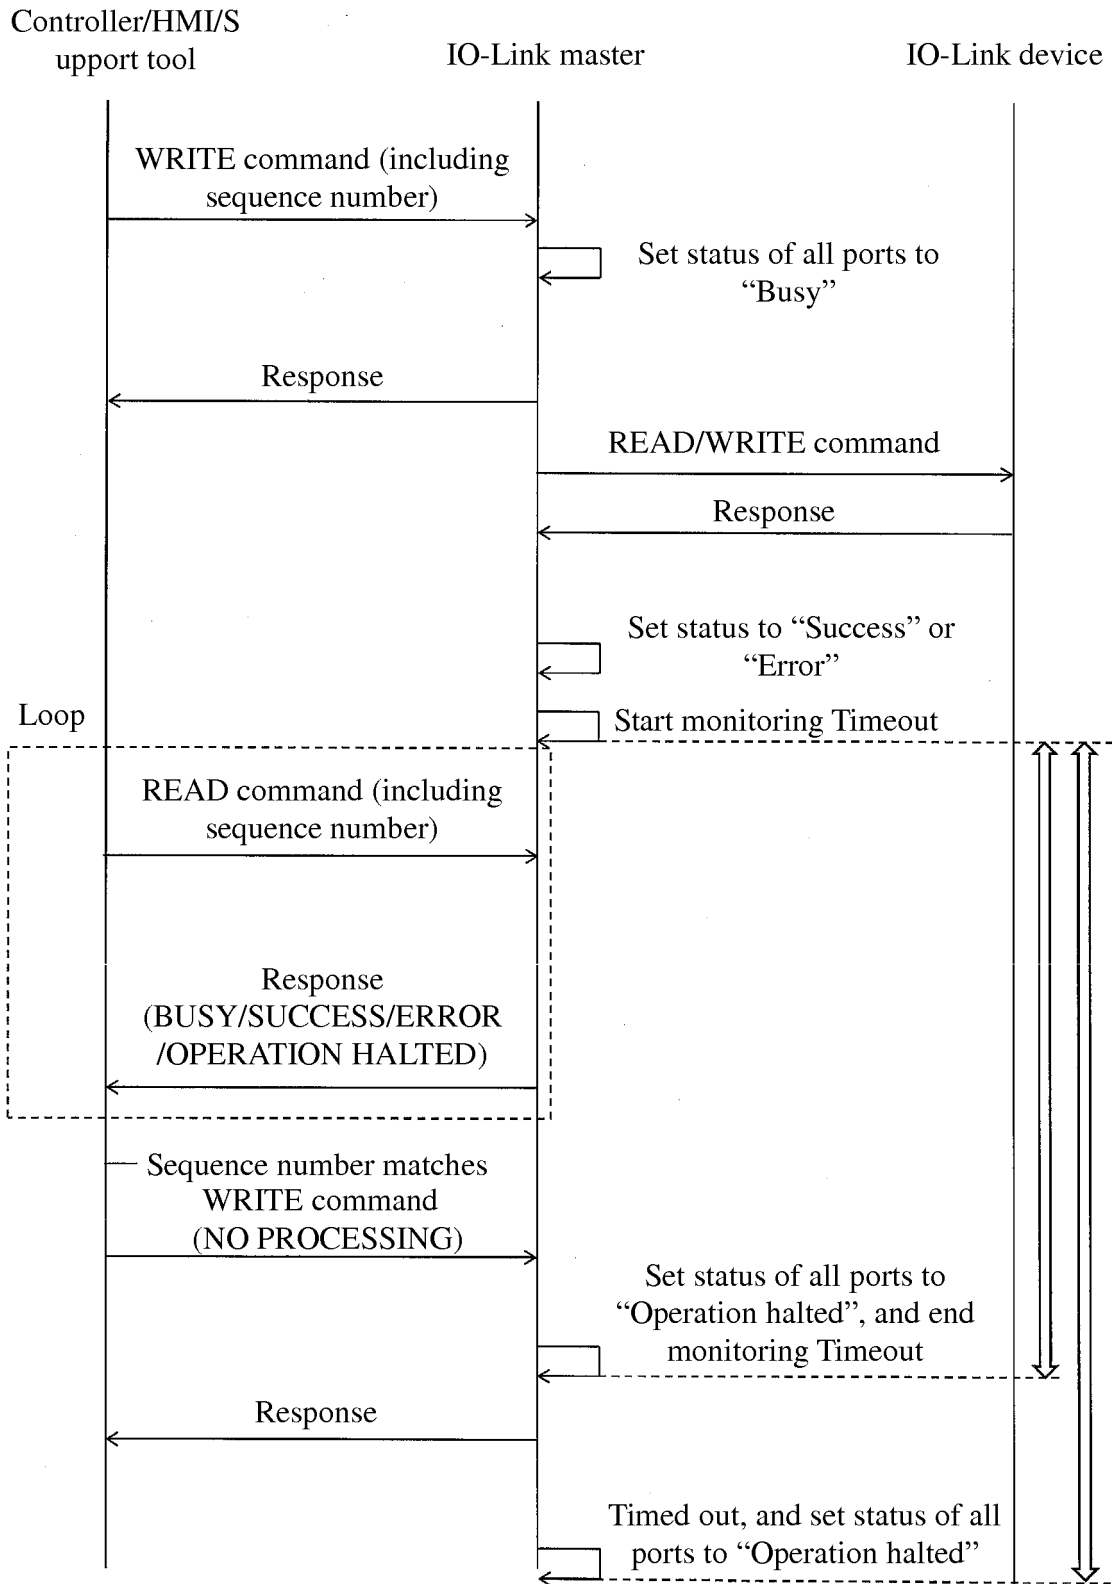 Controller/HMI/S
upport tool
IO-Link master
IO-Link device
WRITE command (including
sequence number)
Set status of all ports to
“Busy”
Response
READ/WRITE command
Response
Set status to “Success” or
“Error”
Loop
Start monitoring Timeout
READ command (including
sequence number)
Response
(BUSY/SUCCESS/ERROR
/OPERATION HALTED)
Sequence number matches
WRITE command
(NO PROCESSING)
Set status of all ports to
“Operation halted”, and end
monitoring Timeout
Response
Timed out, and set status of all
ports to “Operation halted”